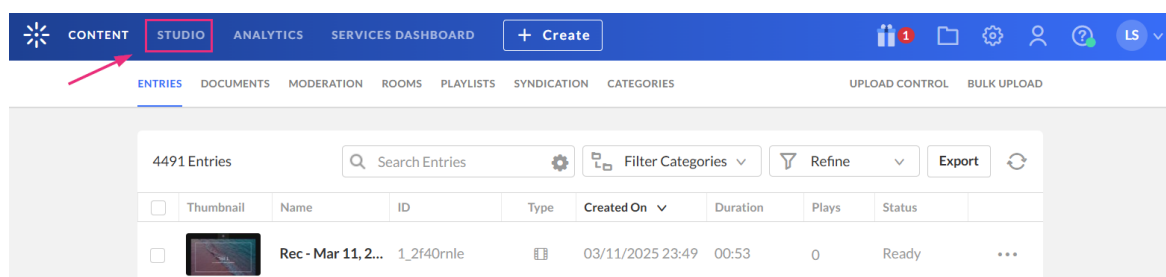 CONTENT STUDIO ANALYTICS SERVICES DASHBOARD + Create 1 LS
ENTRIES DOCUMENTS MODERATION ROOMS PLAYLISTS SYNDICATION CATEGORIES UPLOAD CONTROL BULK UPLOAD
4491 Entries Search Entries Filter Categories Refine Export
Thumbnail Name ID Type Created On Duration Plays Status
Rec - Mar 11, 2... 1_2f40rnle 03/11/2025 23:49 00:53 0 Ready